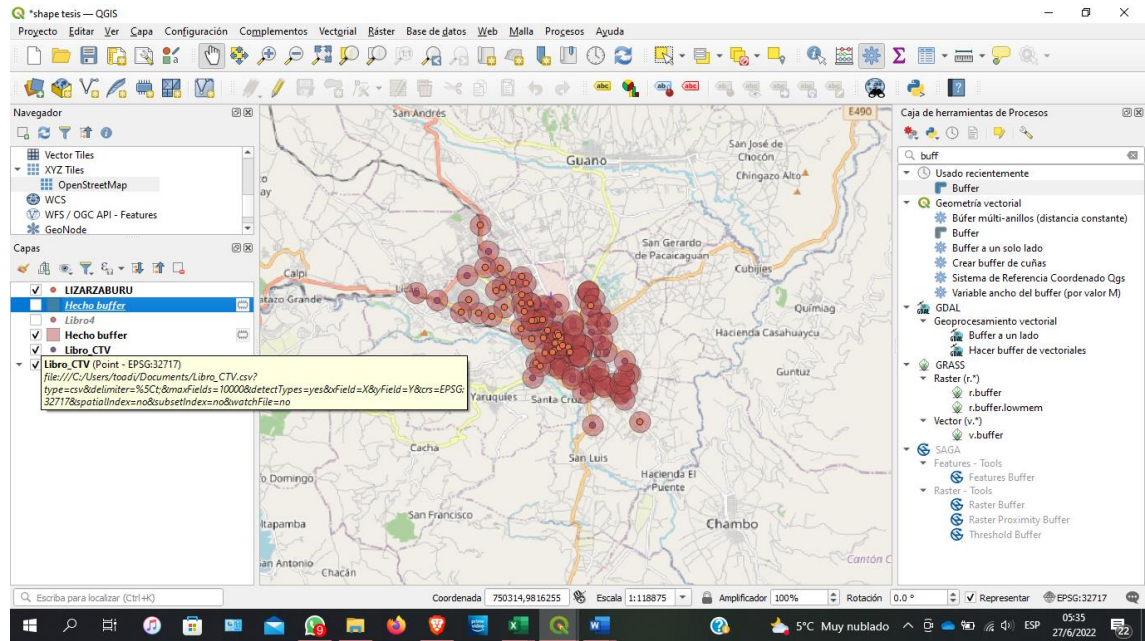 *shape tesis — QGIS
Proyecto Editar Ver Capa Configuración Complementos Vectorial Ráster Base de datos Web Malla Procesos Ayuda
Navegador
Vector Tiles
XYZ Tiles
OpenStreetMap
WCS
WFS / OGC API - Features
GeoNode
Capas
LIZARZABURU
Hecho buffer
Libro4
Hecho buffer
Libro_CTV
Libro_CTV (Point - EPSG:32717)
file:///C:/Users/toadi/Documents/Libro_CTV.csv?
type=csv&delimiter=%5Ct;&maxFields=10000&detectTypes=yes&xField=X&yField=Y&crs=EPSG:
32717&spatialIndex=no&subsetIndex=no&watchFile=no
San Andrés
E490
Guano
San José de
Chocón
Chingazo Alto
San Gerardo
de Pacaicaguán
Cubijíes
Calpi
Licán
Químiag
Hacienda Casahuaycu
Guntuz
Yaruquíes
Santa Cruz
Cacha
San Luis
Hacienda El
Puente
o Domingo
San Francisco
Chambo
ltapamba
an Antonio
Chacán
Cantón C
Caja de herramientas de Procesos
buff
Usado recientemente
Buffer
Geometría vectorial
Búfer múlti-anillos (distancia constante)
Buffer
Buffer a un solo lado
Crear buffer de cuñas
Sistema de Referencia Coordenado Qgs
Variable ancho del buffer (por valor M)
GDAL
Geoprocesamiento vectorial
Buffer a un lado
Hacer buffer de vectoriales
GRASS
Raster (r.*)
r.buffer
r.buffer.lowmem
Vector (v.*)
v.buffer
SAGA
Features - Tools
Features Buffer
Raster - Tools
Raster Buffer
Raster Proximity Buffer
Threshold Buffer
Escriba para localizar (Ctrl+K)
Coordenada 750314,9816255 Escala 1:118875 Amplificador 100% Rotación 0.0 ° Representar EPSG:32717
5°C Muy nublado ESP 05:35
27/6/2022 22